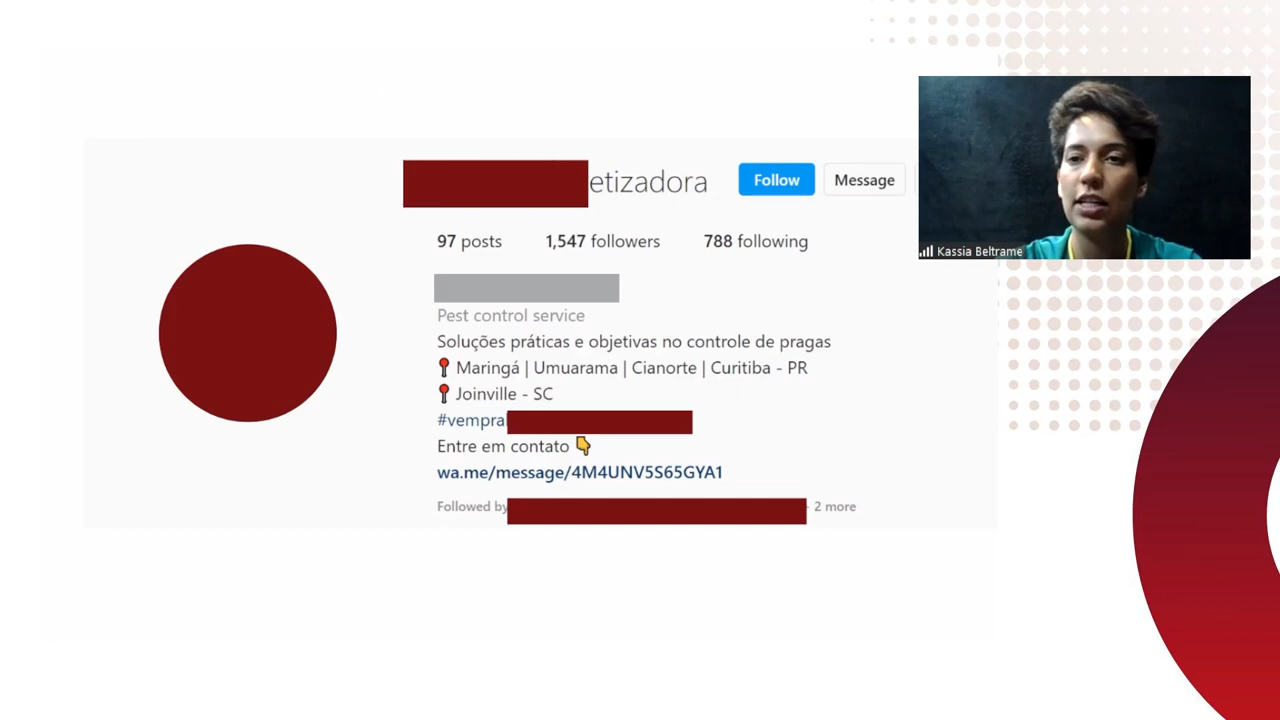 etizadora Follow Message
97 posts 1,547 followers 788 following
Pest control service
Soluções práticas e objetivas no controle de pragas
📍 Maringá | Umuarama | Cianorte | Curitiba - PR
📍 Joinville - SC
#vempra
Entre em contato 👇
wa.me/message/4M4UNV5S65GYA1
Followed by 2 more
Kassia Beltrame